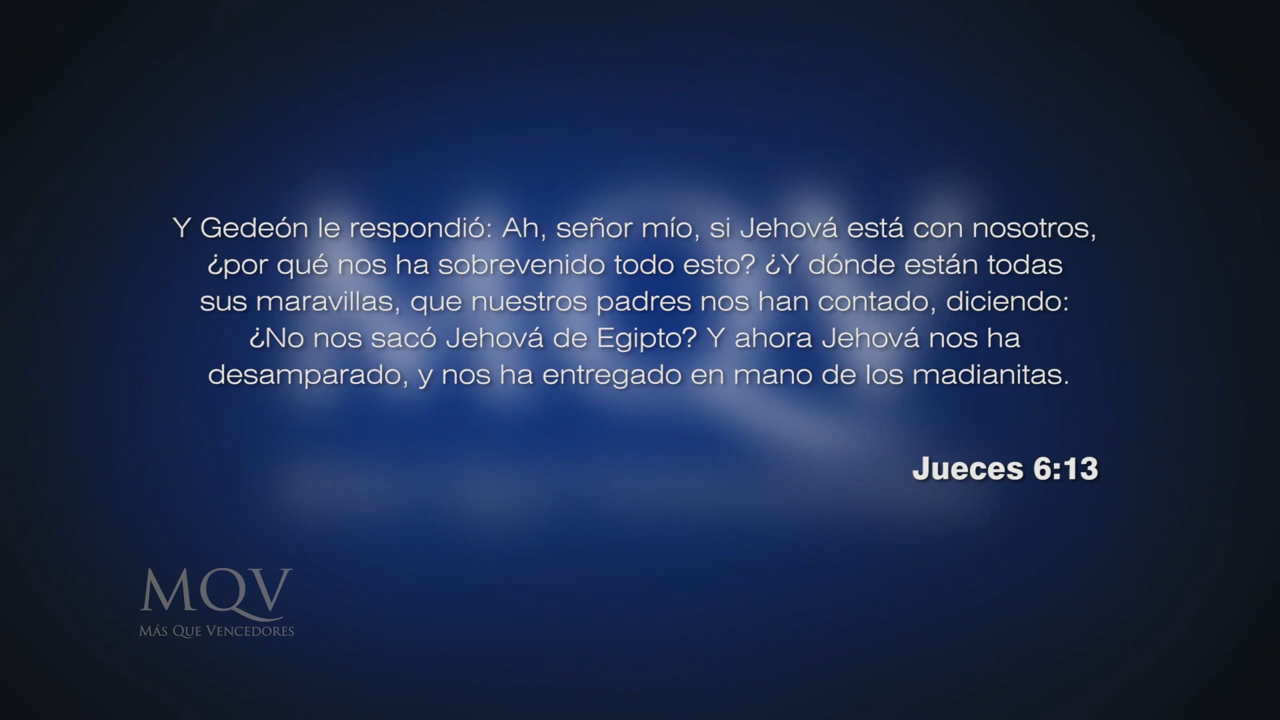 Y Gedeón le respondió: Ah, señor mío, si Jehová está con nosotros,
¿por qué nos ha sobrevenido todo esto? ¿Y dónde están todas
sus maravillas, que nuestros padres nos han contado, diciendo:
¿No nos sacó Jehová de Egipto? Y ahora Jehová nos ha
desamparado, y nos ha entregado en mano de los madianitas.
Jueces 6:13
MQV
MÁS QUE VENCEDORES